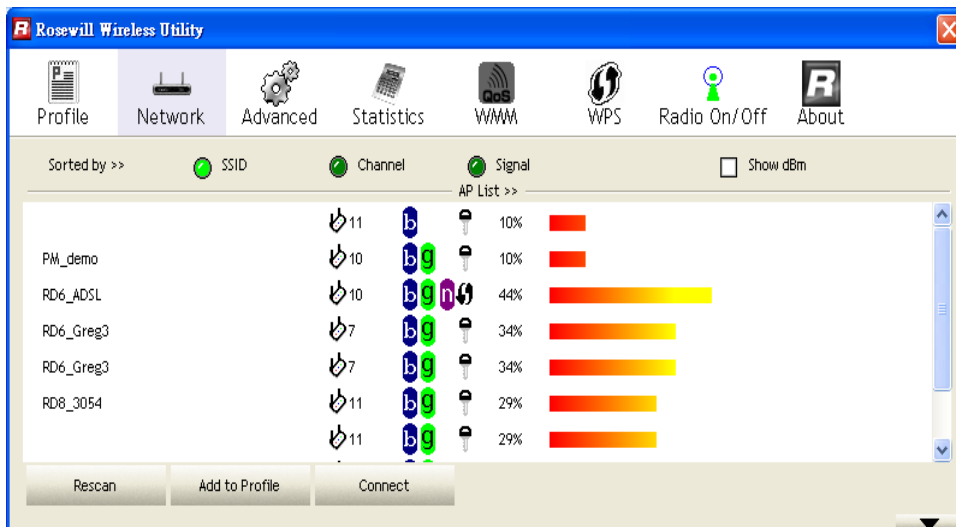 R Rosewill Wireless Utility
P
Profile
Network
Advanced
Statistics
QoS
WMM
WPS
Radio On/Off
R
About
Sorted by >> SSID Channel Signal Show dBm
AP List >>
11 b 10%
PM_demo 10 b g 10%
RD6_ADSL 10 b g n 44%
RD6_Greg3 7 b g 34%
RD6_Greg3 7 b g 34%
RD8_3054 11 b g 29%
11 b g 29%
Rescan Add to Profile Connect